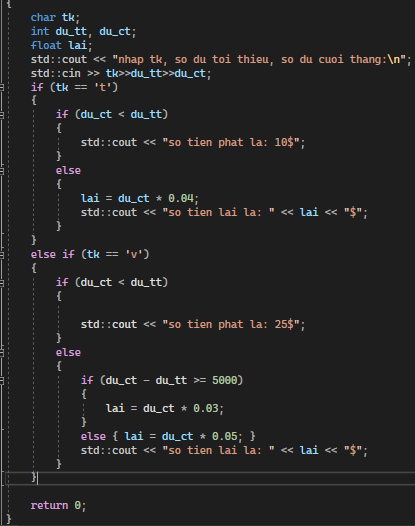 {
char tk;
int du_tt, du_ct;
float lai;
std::cout << "nhap tk, so du toi thieu, so du cuoi thang:\n";
std::cin >> tk>>du_tt>>du_ct;
if (tk == 't')
{
if (du_ct < du_tt)
{
std::cout << "so tien phat la: 10$";
}
else
{
lai = du_ct * 0.04;
std::cout << "so tien lai la: " << lai << "$";
}
}
else if (tk == 'v')
{
if (du_ct < du_tt)
{
std::cout << "so tien phat la: 25$";
}
else
{
if (du_ct - du_tt >= 5000)
{
lai = du_ct * 0.03;
}
else { lai = du_ct * 0.05; }
std::cout << "so tien lai la: " << lai << "$";
}
}
return 0;
}